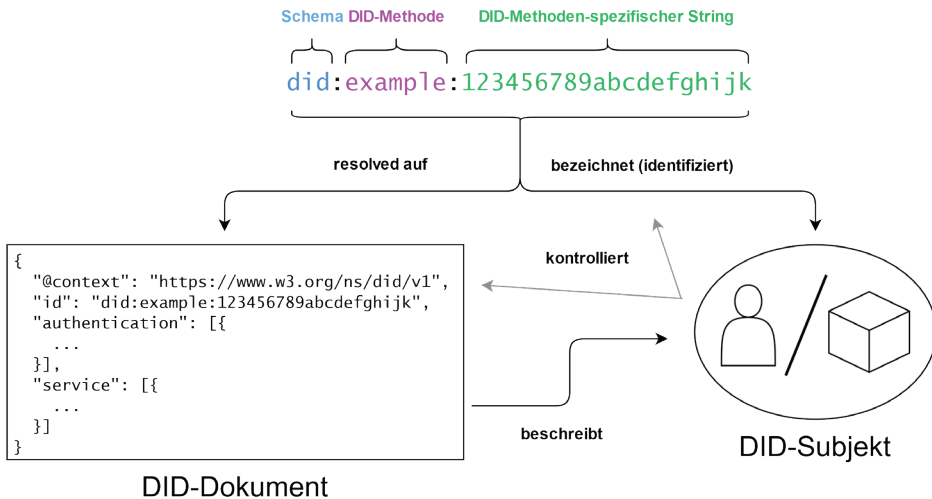 Schema DID-Methode DID-Methoden-spezifischer String
did:example:123456789abcdefghijk
resolved auf
bezeichnet (identifiziert)
kontrolliert
{
"@context": "https://www.w3.org/ns/did/v1",
"id": "did:example:123456789abcdefghijk",
"authentication": [{
...
}],
"service": [{
...
}]
}
beschreibt
DID-Subjekt
DID-Dokument